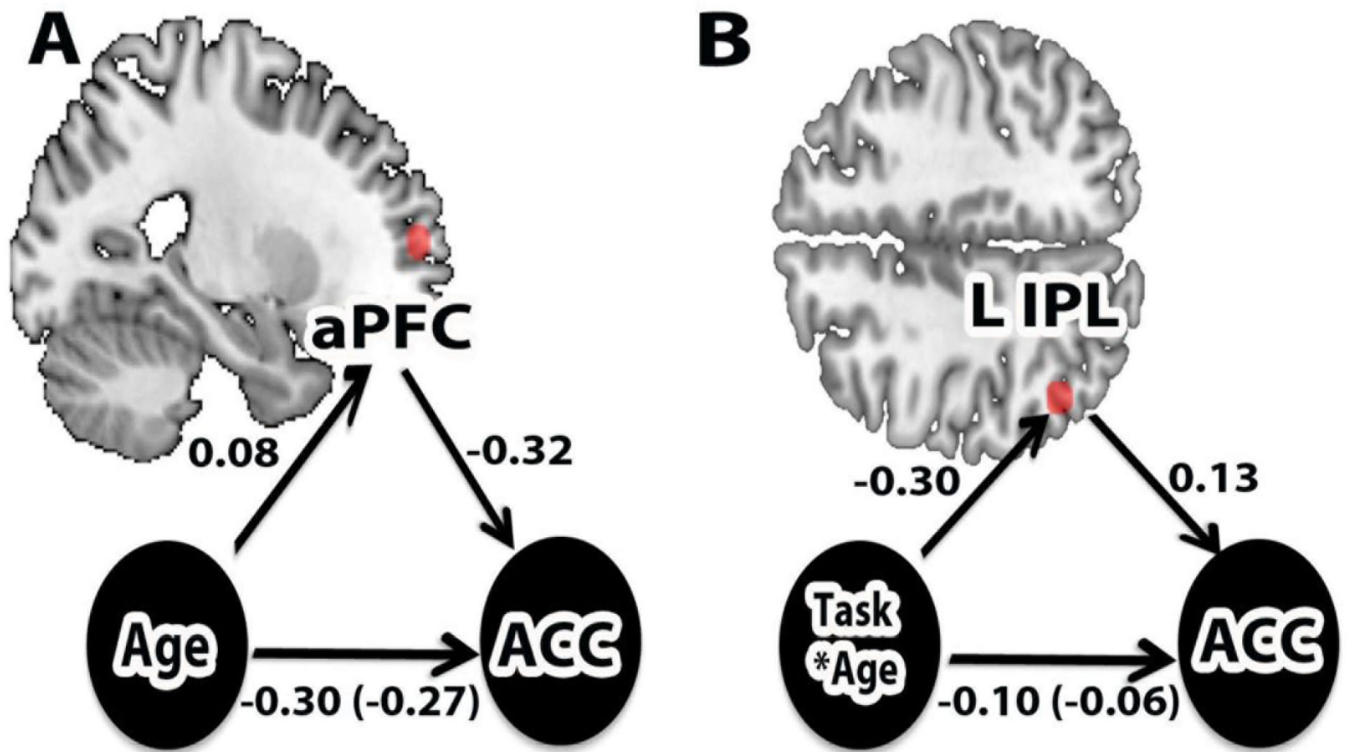 A
aPFC
0.08
-0.32
Age
ACC
-0.30 (-0.27)
B
L IPL
-0.30
0.13
Task
*Age
ACC
-0.10 (-0.06)